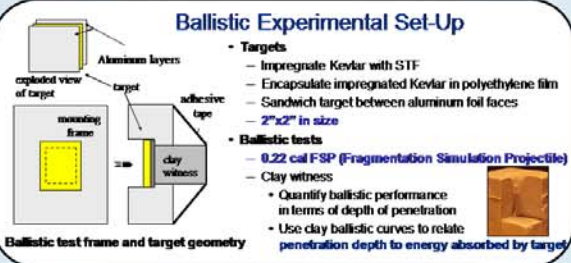 Ballistic Experimental Set-Up
Aluminum layers
exploded view
of target
target
mounting
frame
adhesive
tape
clay
witness
Ballistic test frame and target geometry
• Targets
– Impregnate Kevlar with STF
– Encapsulate impregnated Kevlar in polyethylene film
– Sandwich target between aluminum foil faces
– 2"x2" in size
• Ballistic tests
– 0.22 cal FSP (Fragmentation Simulation Projectile)
– Clay witness
• Quantify ballistic performance
in terms of depth of penetration
• Use clay ballistic curves to relate
penetration depth to energy absorbed by target